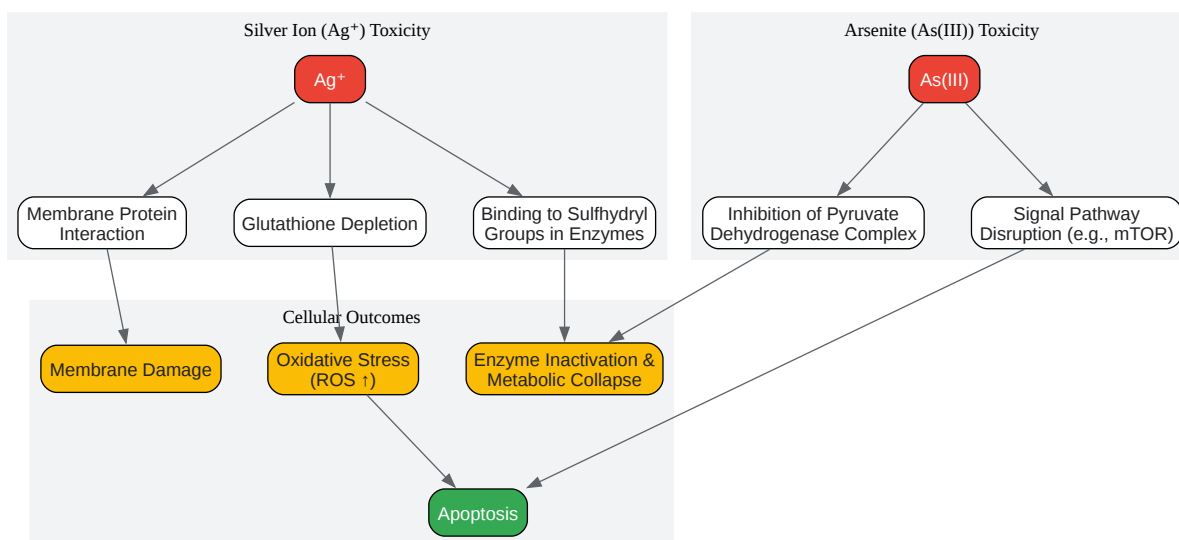 Silver Ion (Ag⁺) Toxicity
Arsenite (As(III)) Toxicity
Ag⁺
As(III)
Membrane Protein
Interaction
Glutathione Depletion
Binding to Sulfhydryl
Groups in Enzymes
Inhibition of Pyruvate
Dehydrogenase Complex
Signal Pathway
Disruption (e.g., mTOR)
Cellular Outcomes
Membrane Damage
Oxidative Stress
(ROS ↑)
Enzyme Inactivation &
Metabolic Collapse
Apoptosis